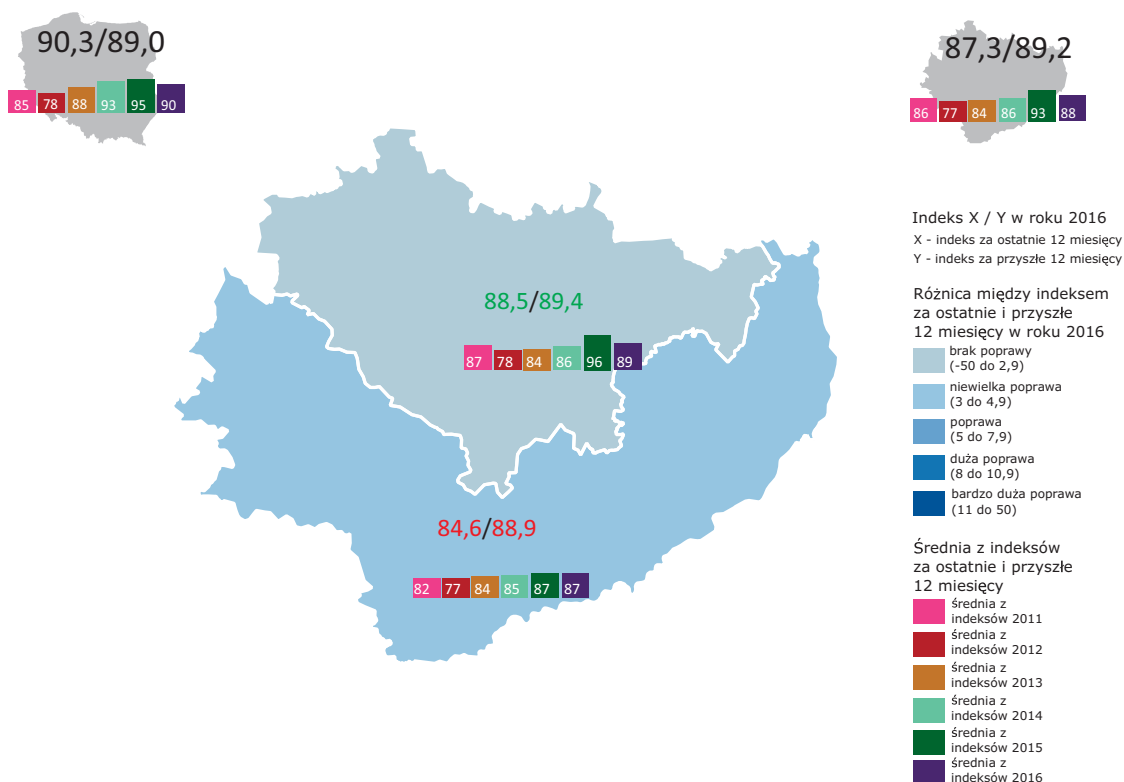 90,3/89,0
85 78 88 93 95 90
87,3/89,2
86 77 84 86 93 88
88,5/89,4
87 78 84 86 96 89
84,6/88,9
82 77 84 85 87 87
Indeks X / Y w roku 2016
X - indeks za ostatnie 12 miesięcy
Y - indeks za przyszłe 12 miesięcy
Różnica między indeksem
za ostatnie i przyszłe
12 miesięcy w roku 2016
brak poprawy
(-50 do 2,9)
niewielka poprawa
(3 do 4,9)
poprawa
(5 do 7,9)
duża poprawa
(8 do 10,9)
bardzo duża poprawa
(11 do 50)
Średnia z indeksów
za ostatnie i przyszłe
12 miesięcy
średnia z
indeksów 2011
średnia z
indeksów 2012
średnia z
indeksów 2013
średnia z
indeksów 2014
średnia z
indeksów 2015
średnia z
indeksów 2016